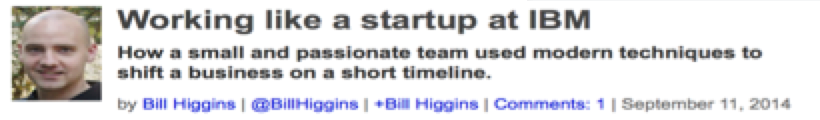 Working like a startup at IBM
How a small and passionate team used modern techniques to
shift a business on a short timeline.
by Bill Higgins | @BillHiggins | +Bill Higgins | Comments: 1 | September 11, 2014